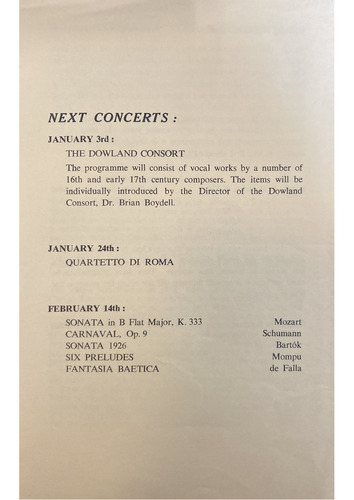 NEXT CONCERTS :
JANUARY 3rd :
THE DOWLAND CONSORT
The programme will consist of vocal works by a number of
16th and early 17th century composers. The items will be
individually introduced by the Director of the Dowland
Consort, Dr. Brian Boydell.
JANUARY 24th :
QUARTETTO DI ROMA
FEBRUARY 14th :
SONATA in B Flat Major, K. 333 Mozart
CARNAVAL, Op. 9 Schumann
SONATA 1926 Bartók
SIX PRELUDES Mompu
FANTASIA BAETICA de Falla